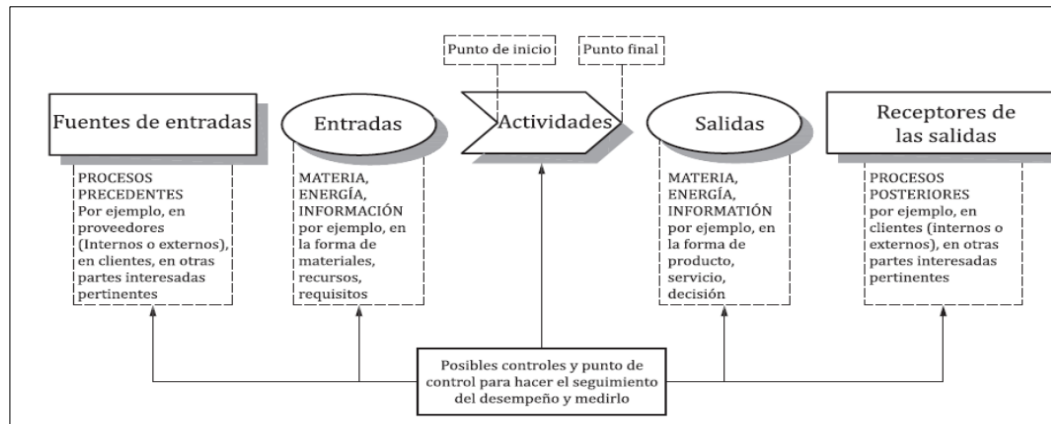 Punto de inicio
Punto final
Fuentes de entradas
Entradas
Actividades
Salidas
Receptores de
las salidas
PROCESOS
PRECEDENTES
Por ejemplo, en
proveedores
(Internos o externos),
en clientes, en otras
partes interesadas
pertinentes
MATERIA,
ENERGÍA,
INFORMACIÓN
por ejemplo, en
la forma de
materiales,
recursos,
requisitos
MATERIA,
ENERGÍA,
INFORMATIÓN
por ejemplo, en
la forma de
producto,
servicio,
decisión
PROCESOS
POSTERIORES
por ejemplo, en
clientes (internos o
externos), en otras
partes interesadas
pertinentes
Posibles controles y punto de
control para hacer el seguimiento
del desempeño y medirlo